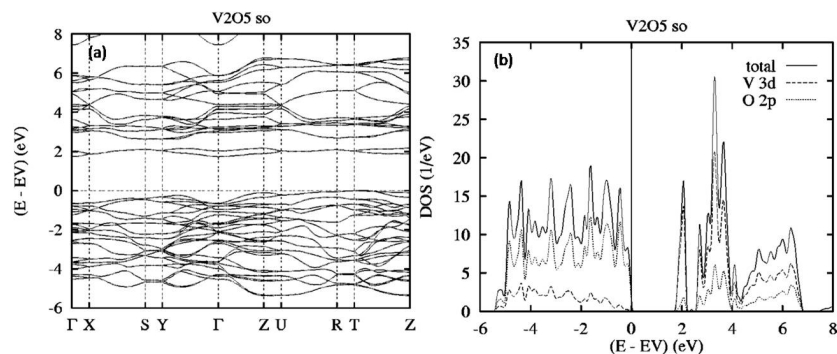 V2O5 so
(a)
(E - EV) (eV)
8
6
4
2
0
-2
-4
-6
Γ X S Y Γ Z U R T Z
V2O5 so
(b)
total
V 3d
O 2p
DOS (1/eV)
35
30
25
20
15
10
5
0
-6 -4 -2 0 2 4 6 8
(E - EV) (eV)